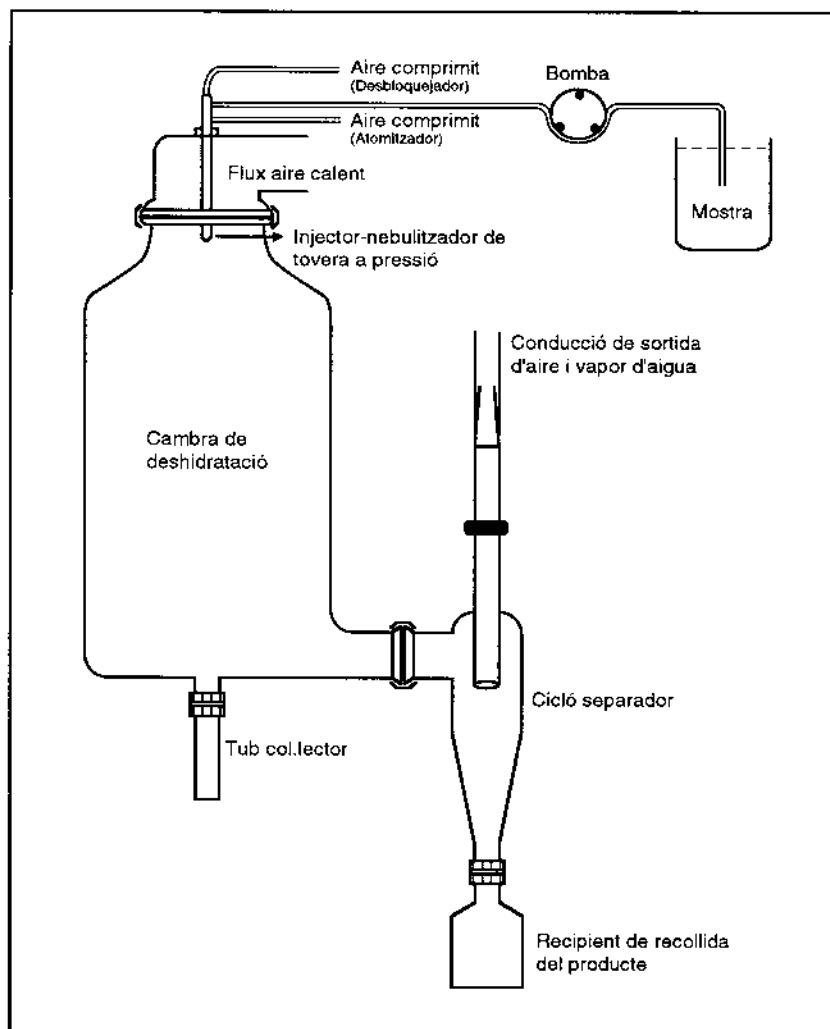 Aire comprimit
(Desbloquejador)
Bomba
Aire comprimit
(Atomitzador)
Flux aire calent
Mostra
Injector-nebulitzador de
tovera a pressió
Conducció de sortida
d'aire i vapor d'aigua
Cambra de
deshidratació
Cicló separador
Tub col.lector
Recipient de recollida
del producte